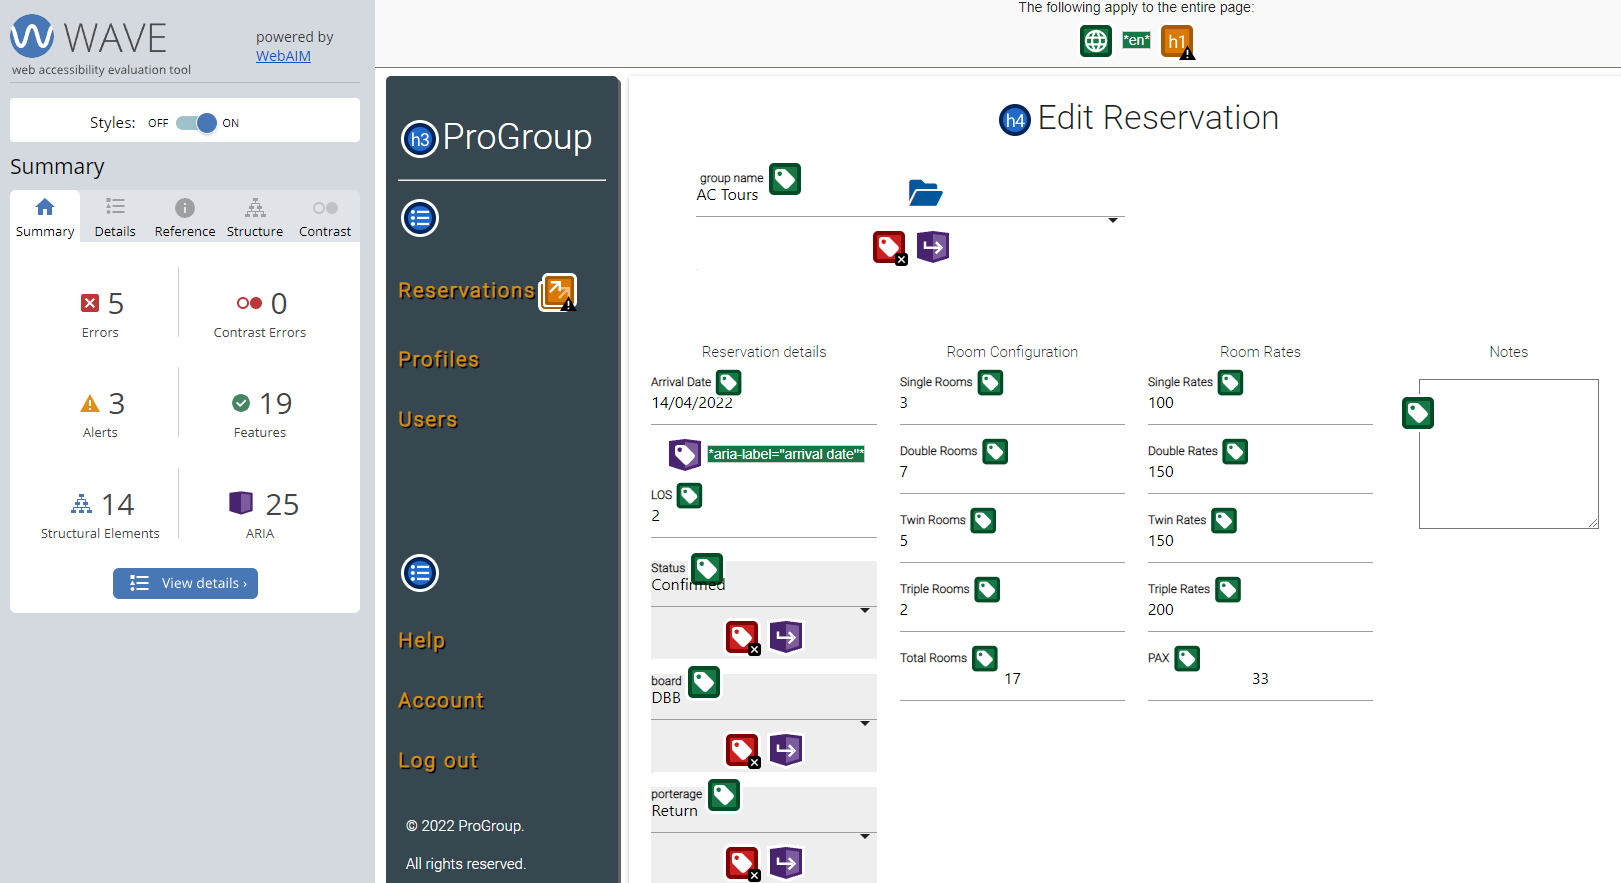 WAVE
powered by
WebAIM
web accessibility evaluation tool
Styles: OFF ON
Summary
Summary Details Reference Structure Contrast
5 0
Errors Contrast Errors
3 19
Alerts Features
14 25
Structural Elements ARIA
View details ›
The following apply to the entire page:
*en* h1
h3 ProGroup
Reservations
Profiles
Users
Help
Account
Log out
© 2022 ProGroup.
All rights reserved.
h4 Edit Reservation
group name
AC Tours
Reservation details
Arrival Date
14/04/2022
*aria-label="arrival date"*
LOS
2
Status
Confirmed
board
DBB
porterage
Return
Room Configuration
Single Rooms
3
Double Rooms
7
Twin Rooms
5
Triple Rooms
2
Total Rooms
17
Room Rates
Single Rates
100
Double Rates
150
Twin Rates
150
Triple Rates
200
PAX
33
Notes